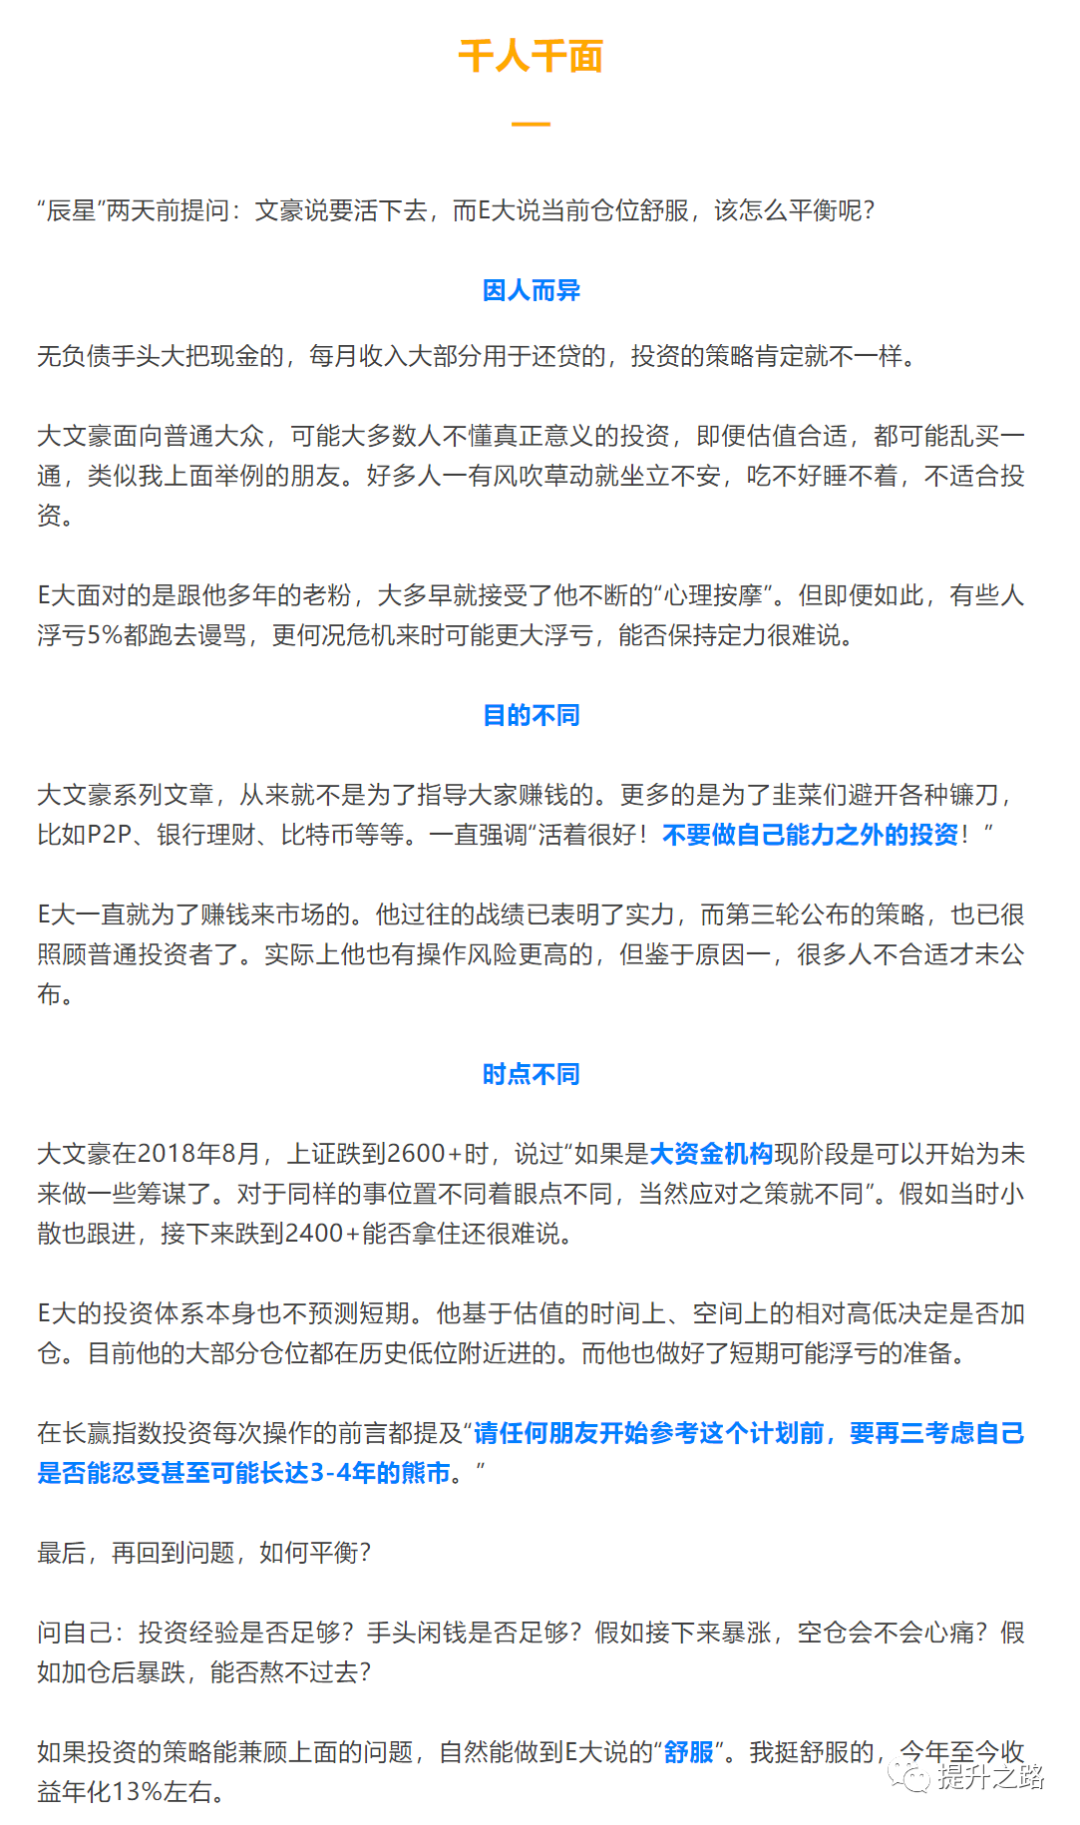 千人千面
“辰星”两天前提问：文豪说要活下去，而E大说当前仓位舒服，该怎么平衡呢？
因人而异
无负债手头大把现金的，每月收入大部分用于还贷的，投资的策略肯定就不一样。
大文豪面向普通大众，可能大多数人不懂真正意义的投资，即便估值合适，都可能乱买一
通，类似我上面举例的朋友。好多人一有风吹草动就坐立不安，吃不好睡不着，不适合投
资。
E大面对的是跟他多年的老粉，大多早就接受了他不断的“心理按摩”。但即便如此，有些人
浮亏5%都跑去谩骂，更何况危机来时可能更大浮亏，能否保持定力很难说。
目的不同
大文豪系列文章，从来就不是为了指导大家赚钱的。更多的是为了韭菜们避开各种镰刀，
比如P2P、银行理财、比特币等等。一直强调“活着很好！不要做自己能力之外的投资！”
E大一直就为了赚钱来市场的。他过往的战绩已表明了实力，而第三轮公布的策略，也已很
照顾普通投资者了。实际上他也有操作风险更高的，但鉴于原因一，很多人不合适才未公
布。
时点不同
大文豪在2018年8月，上证跌到2600+时，说过“如果是大资金机构现阶段是可以开始为未
来做一些筹谋了。对于同样的事位置不同着眼点不同，当然应对之策就不同”。假如当时小
散也跟进，接下来跌到2400+能否拿住还很难说。
E大的投资体系本身也不预测短期。他基于估值的时间上、空间上的相对高低决定是否加
仓。目前他的大部分仓位都在历史低位附近进的。而他也做好了短期可能浮亏的准备。
在长赢指数投资每次操作的前言都提及“请任何朋友开始参考这个计划前，要再三考虑自己
是否能忍受甚至可能长达3-4年的熊市。”
最后，再回到问题，如何平衡？
问自己：投资经验是否足够？手头闲钱是否足够？假如接下来暴涨，空仓会不会心痛？假
如加仓后暴跌，能否熬不过去？
如果投资的策略能兼顾上面的问题，自然能做到E大说的“舒服”。我挺舒服的，今年至今收
益年化13%左右。
提升之路